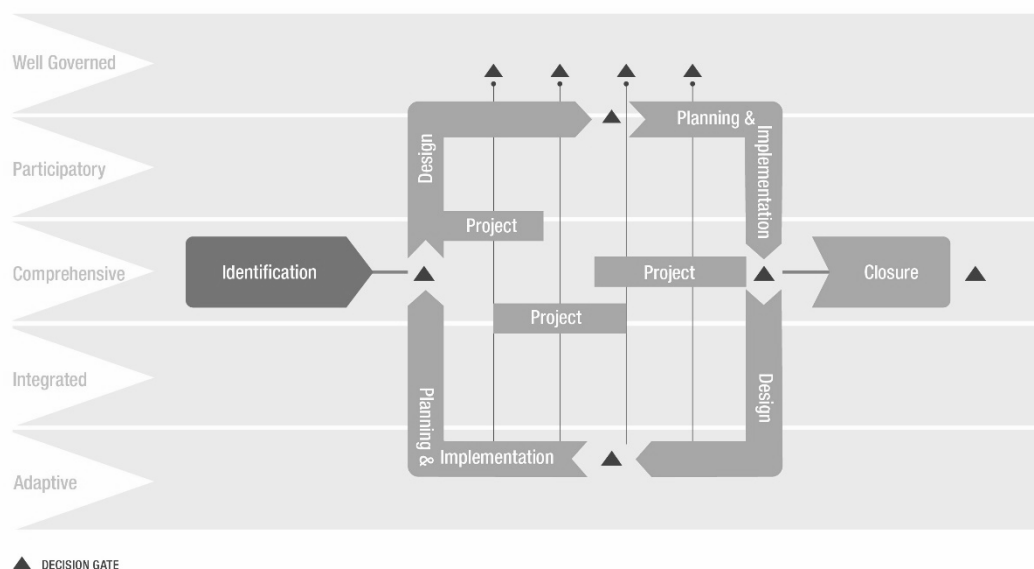 Well Governed
Participatory
Comprehensive
Integrated
Adaptive
Identification
Design
Planning &
Implementation
Project
Project
Project
Closure
Design
Planning &
Implementation
DECISION GATE